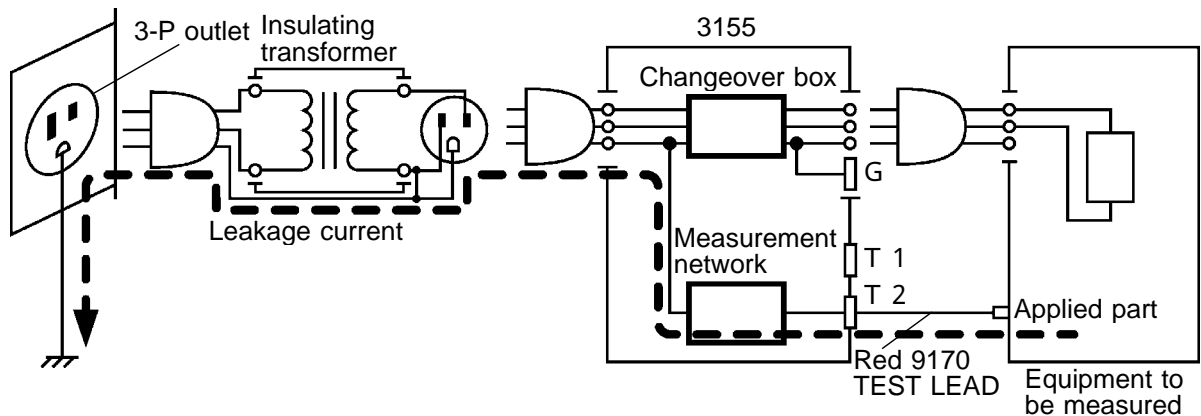 3-P outlet
Insulating
transformer
3155
Changeover box
G
Leakage current
Measurement
network
T 1
T 2
Applied part
Red 9170
TEST LEAD
Equipment to
be measured